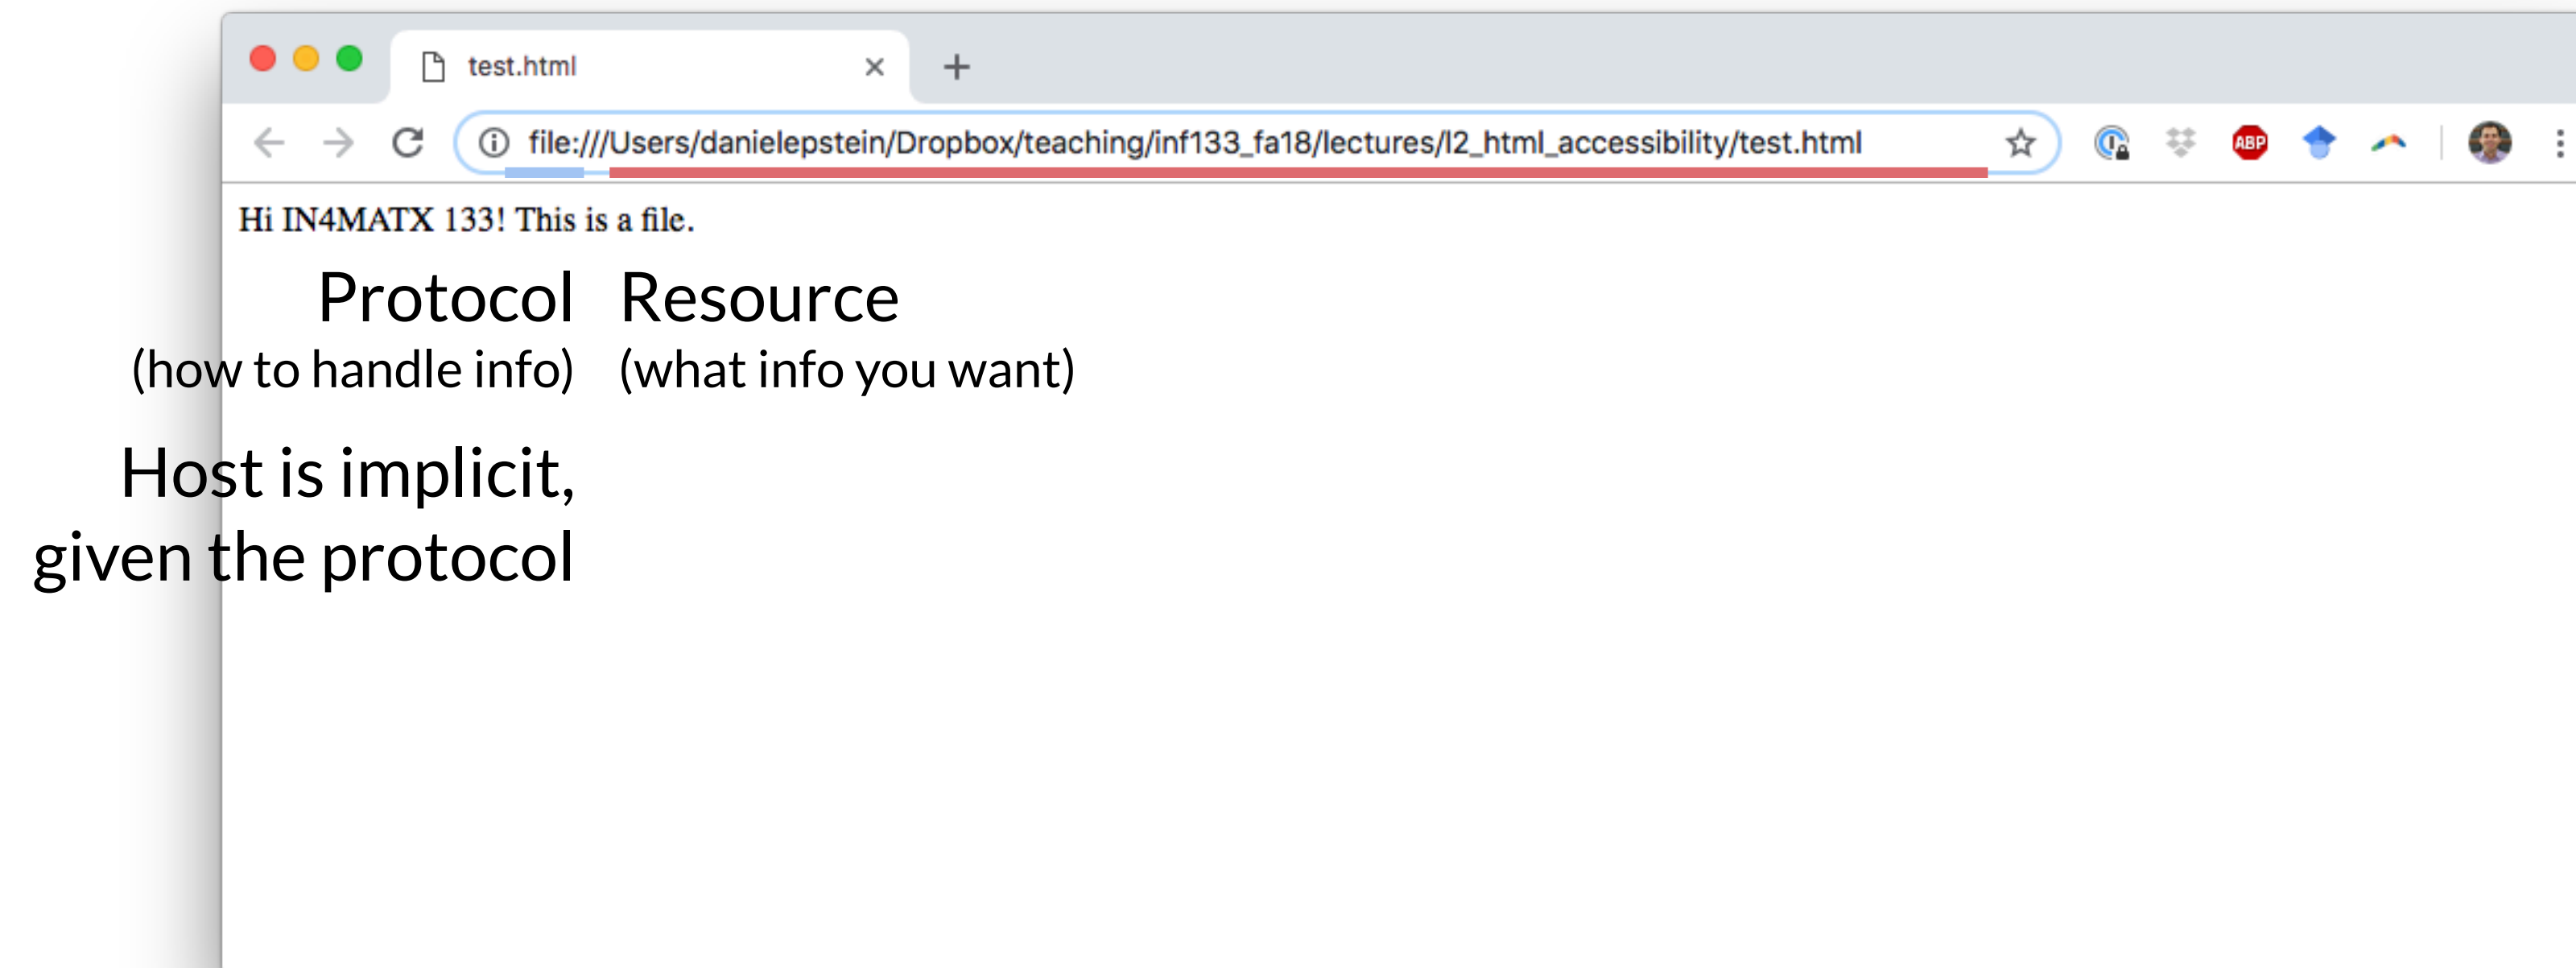 test.html
file:///Users/danielepstein/Dropbox/teaching/inf133_fa18/lectures/l2_html_accessibility/test.html
ABP
Hi IN4MATX 133! This is a file.
Protocol Resource
(how to handle info) (what info you want)
Host is implicit,
given the protocol